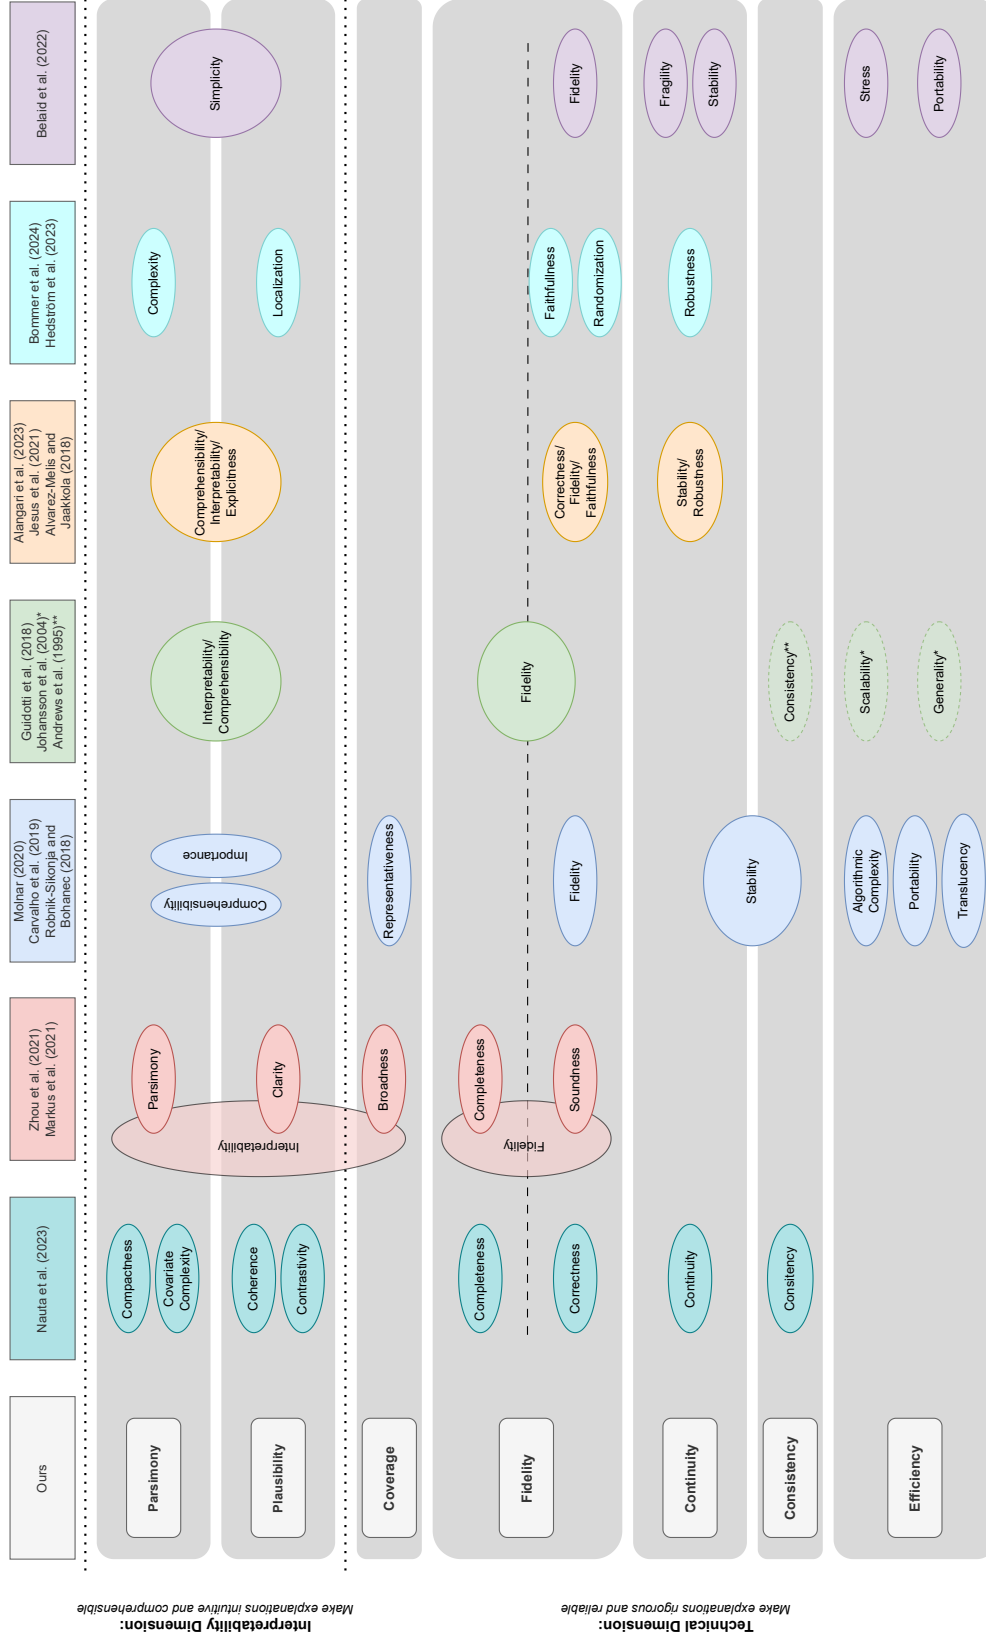 Ours
Nauta et al. (2023)
Zhou et al. (2021)
Markus et al. (2021)
Molnar (2020)
Carvalho et al. (2019)
Robnik-Sikonja and
Bohanec (2018)
Guidotti et al. (2018)
Johansson et al. (2004)*
Andrews et al. (1995)**
Alangari et al. (2023)
Jesus et al. (2021)
Alvarez-Melis and
Jaakkola (2018)
Bommer et al. (2024)
Hedström et al. (2023)
Belaid et al. (2022)
Interpretability Dimension:
Make explanations intuitive and comprehensible
Parsimony
Compactness
Covariate
Complexity
Parsimony
Interpretability
Comprehensibility
Importance
Interpretability/
Comprehensibility
Comprehensibility/
Interpretability/
Explicitness
Complexity
Simplicity
Plausibility
Coherence
Contrastivity
Clarity
Localization
Technical Dimension:
Make explanations rigorous and reliable
Coverage
Broadness
Representativeness
Fidelity
Completeness
Correctness
Fidelity
Completeness
Soundness
Fidelity
Fidelity
Correctness/
Fidelity/
Faithfulness
Faithfullness
Randomization
Fidelity
Continuity
Continuity
Stability
Stability/
Robustness
Robustness
Fragility
Stability
Consistency
Consitency
Consistency**
Efficiency
Algorithmic
Complexity
Portability
Translucency
Scalability*
Generality*
Stress
Portability